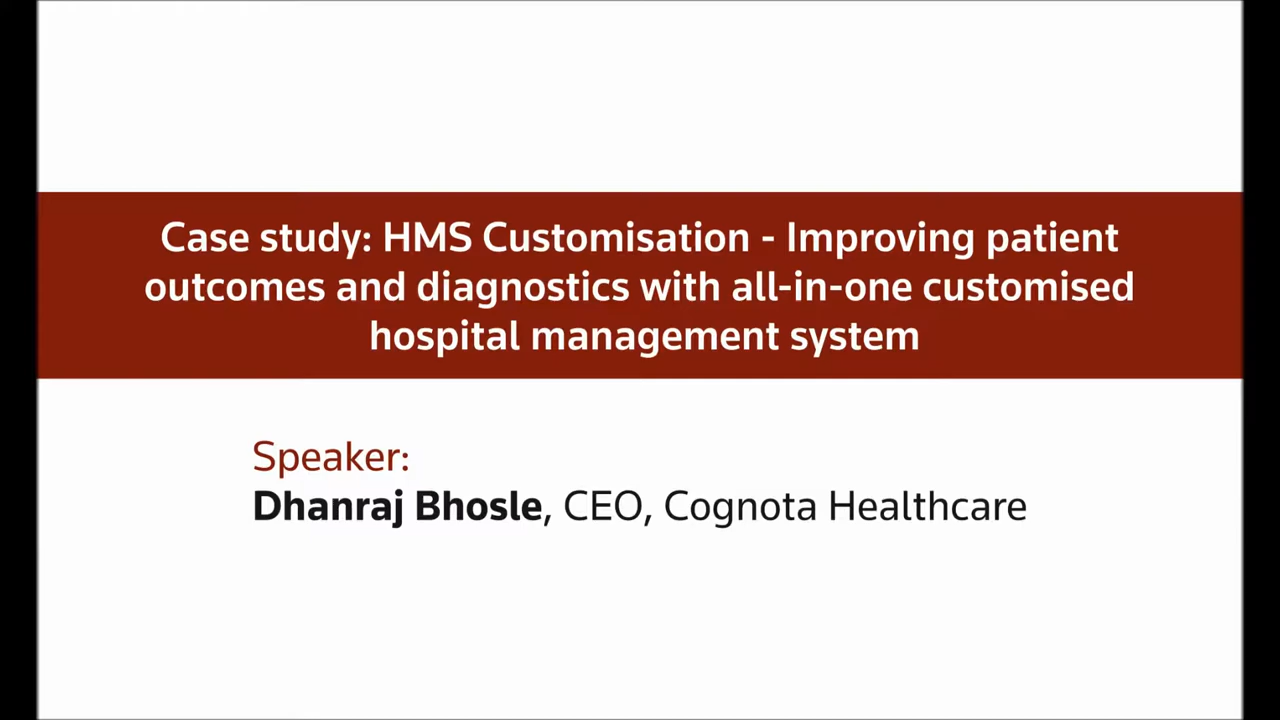 Case study: HMS Customisation - Improving patient
outcomes and diagnostics with all-in-one customised
hospital management system
Speaker:
Dhanraj Bhosle, CEO, Cognota Healthcare